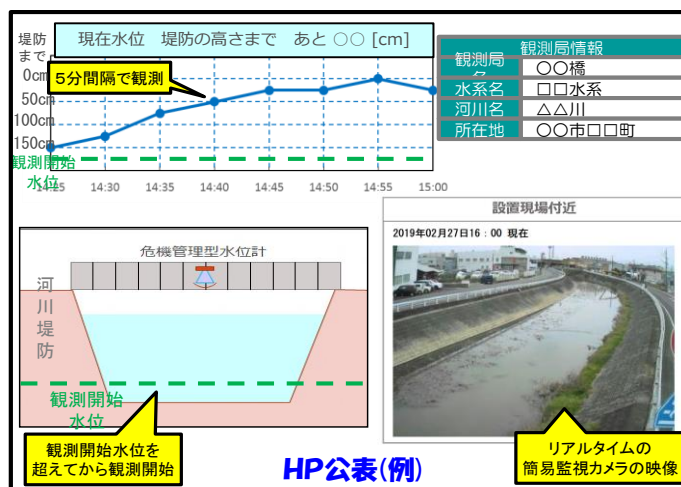 堤防
まで
現在水位 堤防の高さまで あと ○○ [cm]
0cm
50cm
100cm
150cm
5分間隔で観測
観測開始
水位
14:25
14:30
14:35
14:40
14:45
14:50
14:55
15:00
観測局情報
観測局名
○○橋
水系名
□□水系
河川名
△△川
所在地
○○市□□町
危機管理型水位計
河川堤防
観測開始
水位
観測開始水位を
超えてから観測開始
設置現場付近
2019年02月27日16:00 現在
リアルタイムの
簡易監視カメラの映像
HP公表(例)